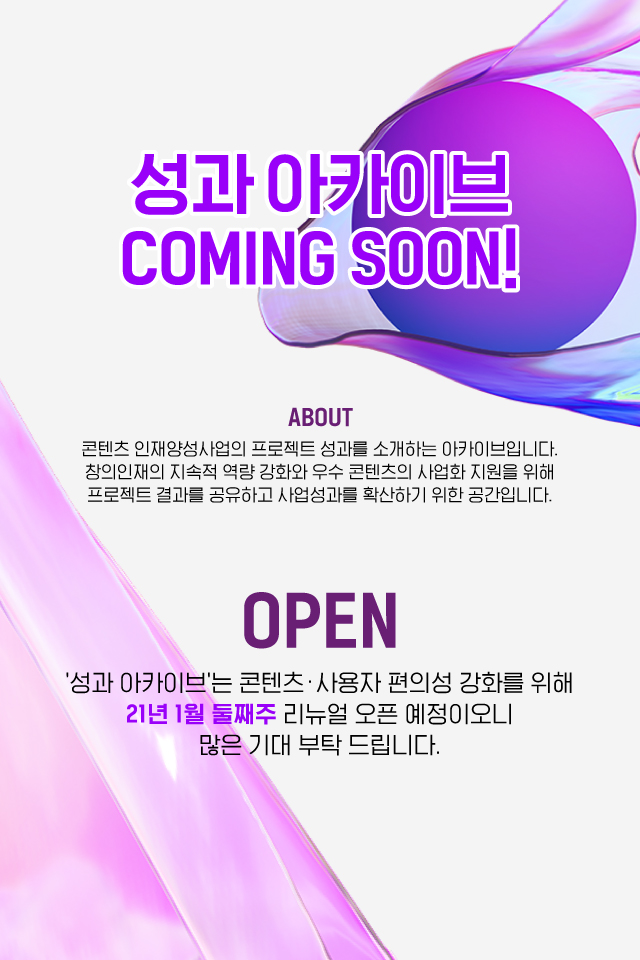 성과 아카이브
COMING SOON!
ABOUT
콘텐츠 인재양성사업의 프로젝트 성과를 소개하는 아카이브입니다.
창의인재의 지속적 역량 강화와 우수 콘텐츠의 사업화 지원을 위해
프로젝트 결과를 공유하고 사업성과를 확산하기 위한 공간입니다.
OPEN
'성과 아카이브'는 콘텐츠·사용자 편의성 강화를 위해
21년 1월 둘째주 리뉴얼 오픈 예정이오니
많은 기대 부탁 드립니다.